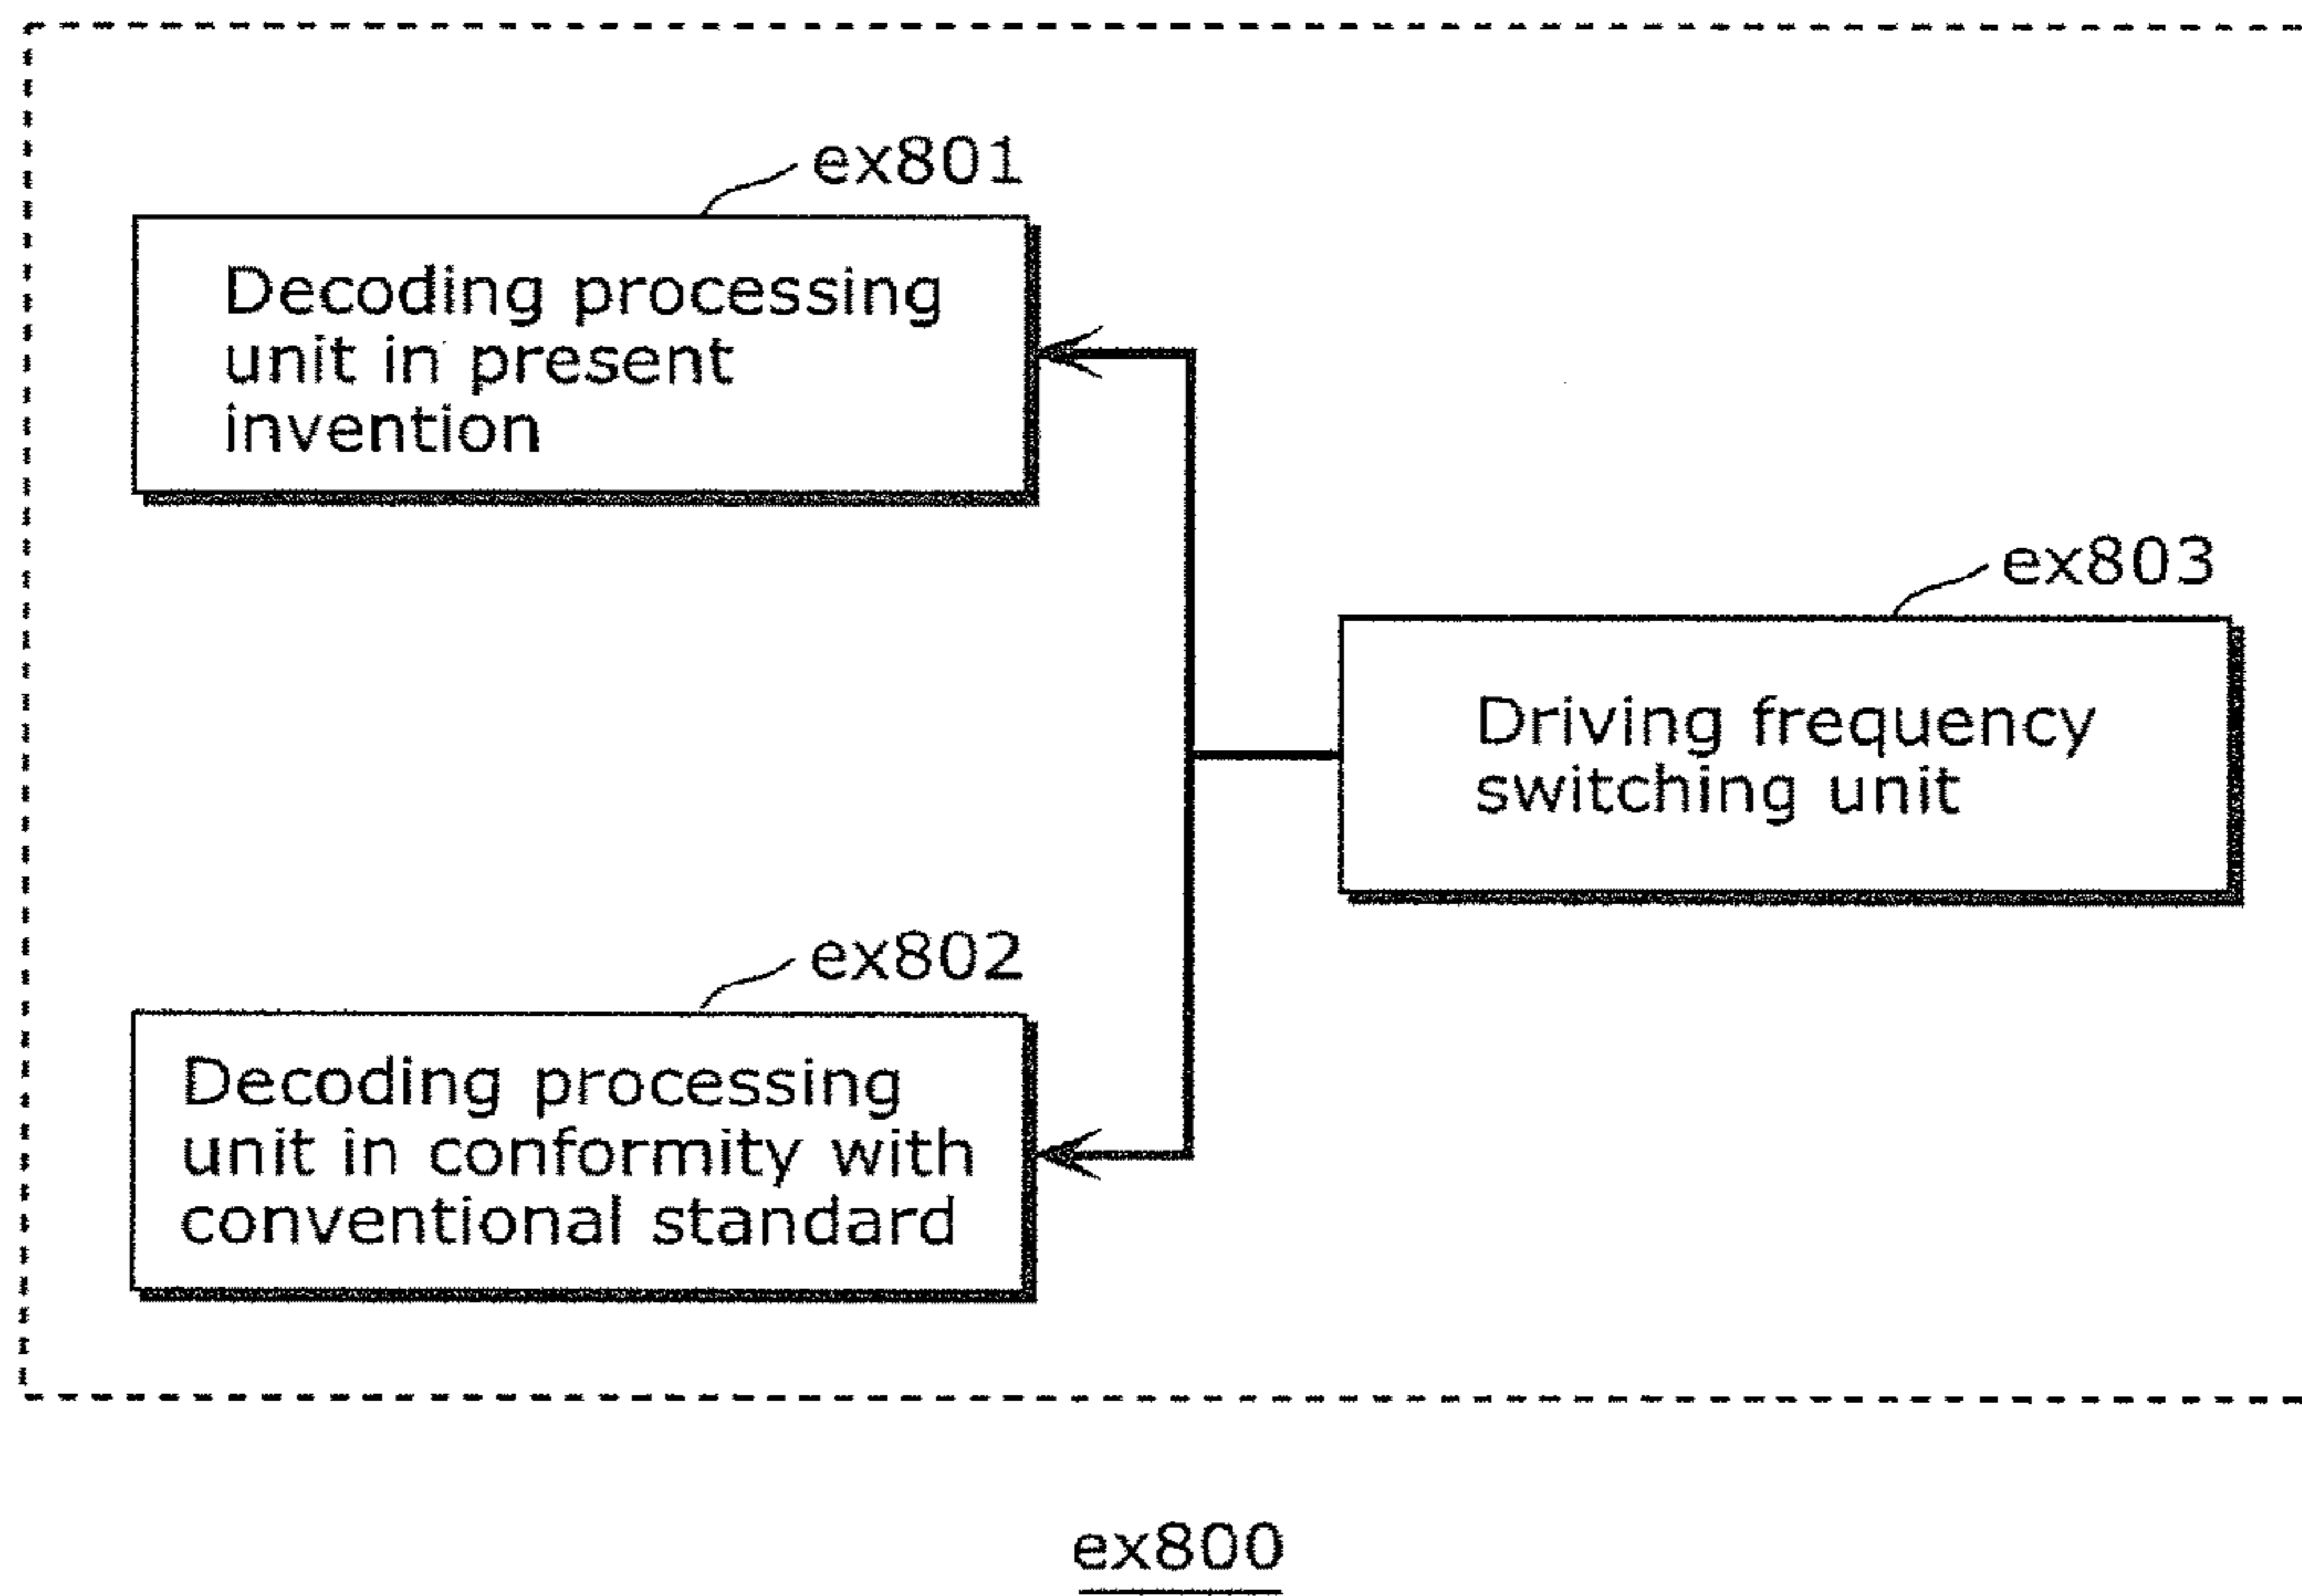 ex801
Decoding processing
unit in present
invention
ex803
Driving frequency
switching unit
ex802
Decoding processing
unit in conformity with
conventional standard
ex800